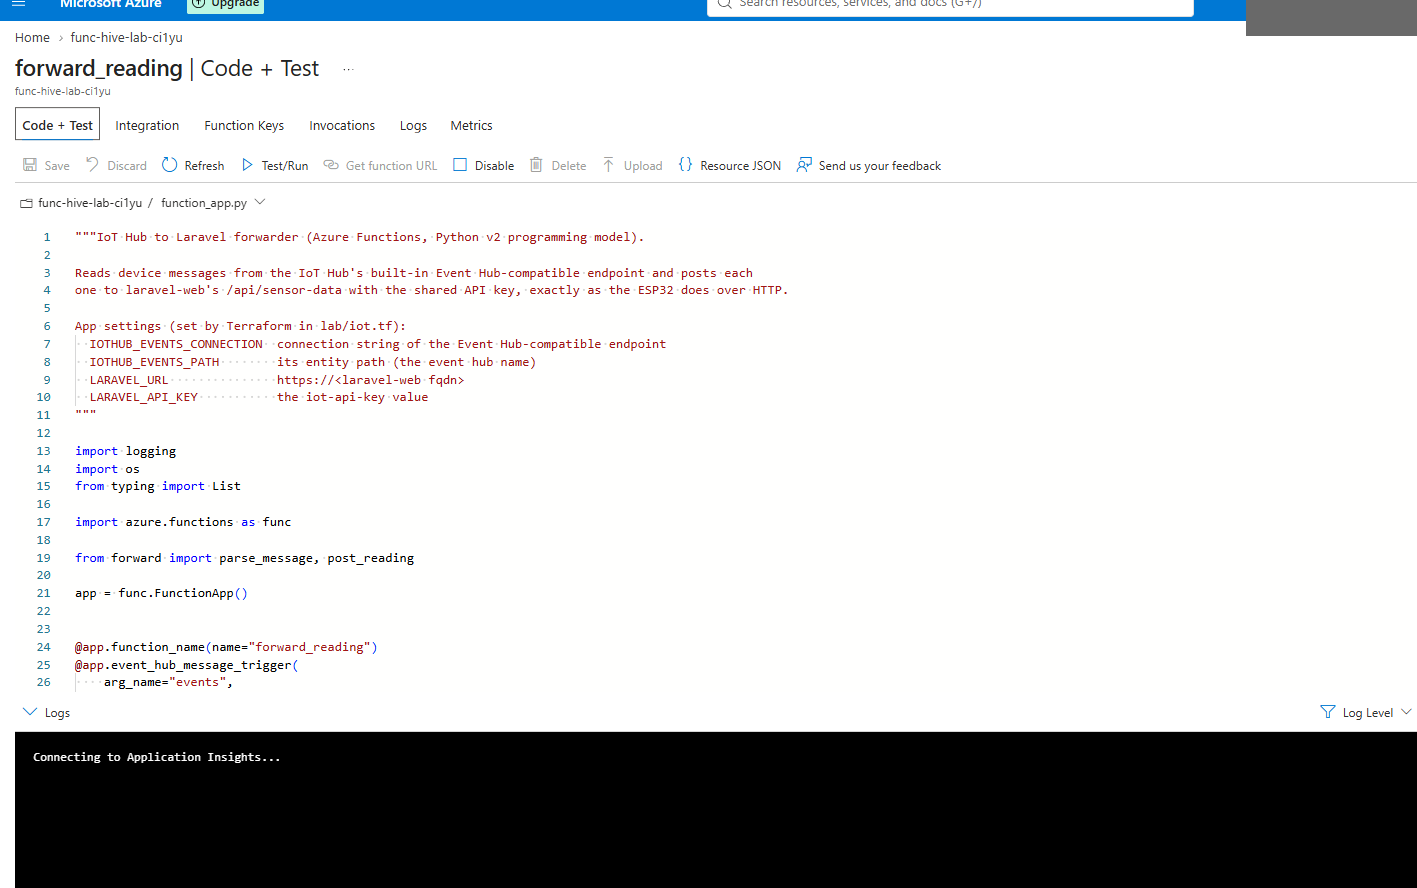 Microsoft Azure
Upgrade
Search resources, services, and docs (G+/)
Home > func-hive-lab-ci1yu
forward_reading | Code + Test ...
func-hive-lab-ci1yu
Code + Test Integration Function Keys Invocations Logs Metrics
Save Discard Refresh Test/Run Get function URL Disable Delete Upload Resource JSON Send us your feedback
func-hive-lab-ci1yu / function_app.py
1 """IoT Hub to Laravel forwarder (Azure Functions, Python v2 programming model).
2
3 Reads device messages from the IoT Hub's built-in Event Hub-compatible endpoint and posts each
4 one to laravel-web's /api/sensor-data with the shared API key, exactly as the ESP32 does over HTTP.
5
6 App settings (set by Terraform in lab/iot.tf):
7 IOTHUB_EVENTS_CONNECTION connection string of the Event Hub-compatible endpoint
8 IOTHUB_EVENTS_PATH its entity path (the event hub name)
9 LARAVEL_URL https://<laravel-web fqdn>
10 LARAVEL_API_KEY the iot-api-key value
11 """
12
13 import logging
14 import os
15 from typing import List
16
17 import azure.functions as func
18
19 from forward import parse_message, post_reading
20
21 app = func.FunctionApp()
22
23
24 @app.function_name(name="forward_reading")
25 @app.event_hub_message_trigger(
26 arg_name="events",
Logs
Log Level
Connecting to Application Insights...